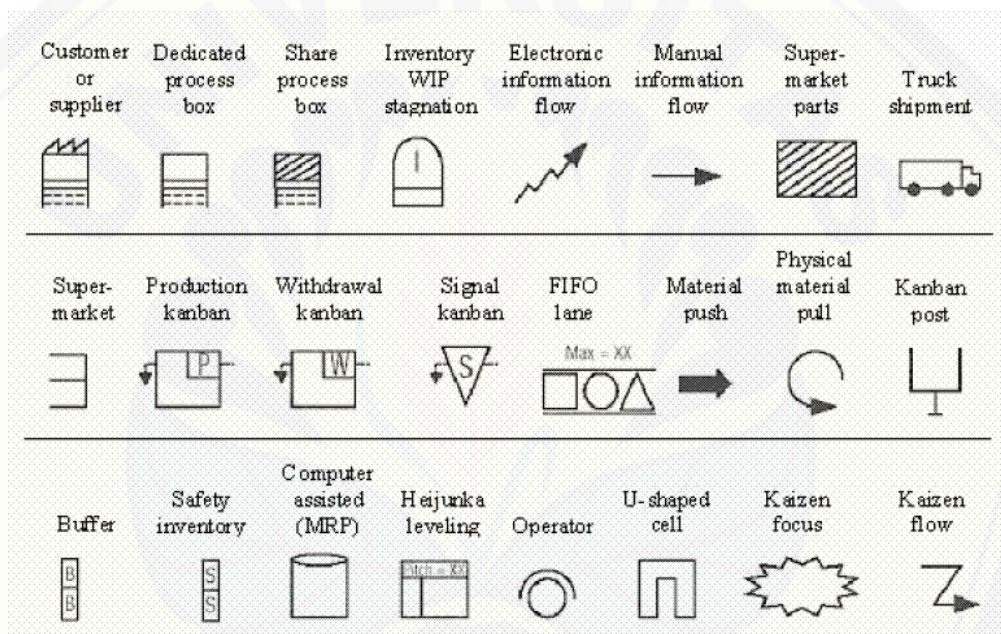 Customer
or
supplier
Dedicated
process
box
Share
process
box
Inventory
WIP
stagnation
Electronic
information
flow
Manual
information
flow
Super-
market
parts
Truck
shipment
I
Super-
market
Production
kanban
Withdrawal
kanban
Signal
kanban
FIFO
lane
Material
push
Physical
material
pull
Kanban
post
P
W
S
Max = XX
Buffer
Safety
inventory
Computer
assisted
(MRP)
Heijunka
leveling
Operator
U-shaped
cell
Kaizen
focus
Kaizen
flow
B
B
S
S
Pitch = XX